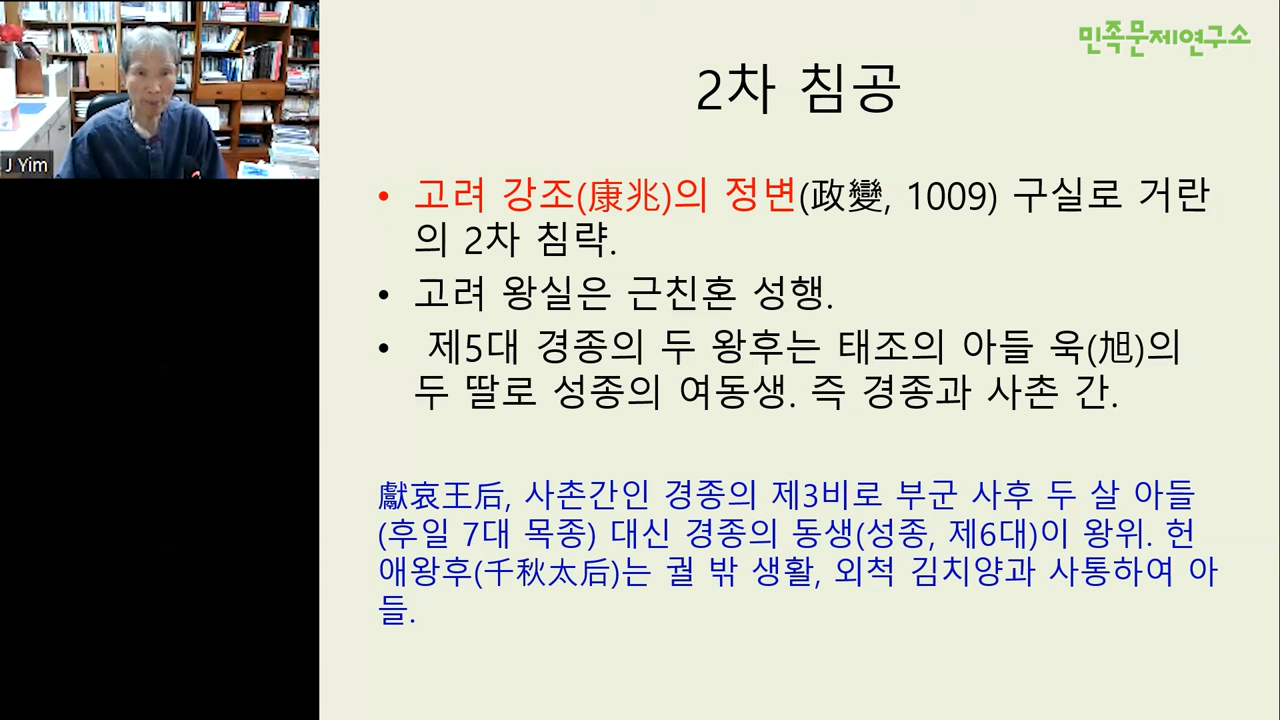 민족문제연구소
2차 침공
J Yim
• 고려 강조(康兆)의 정변(政變, 1009) 구실로 거란
의 2차 침략.
• 고려 왕실은 근친혼 성행.
• 제5대 경종의 두 왕후는 태조의 아들 욱(旭)의
두 딸로 성종의 여동생. 즉 경종과 사촌 간.
獻哀王后, 사촌간인 경종의 제3비로 부군 사후 두 살 아들
(후일 7대 목종) 대신 경종의 동생(성종, 제6대)이 왕위. 헌
애왕후(千秋太后)는 궐 밖 생활, 외척 김치양과 사통하여 아
들.